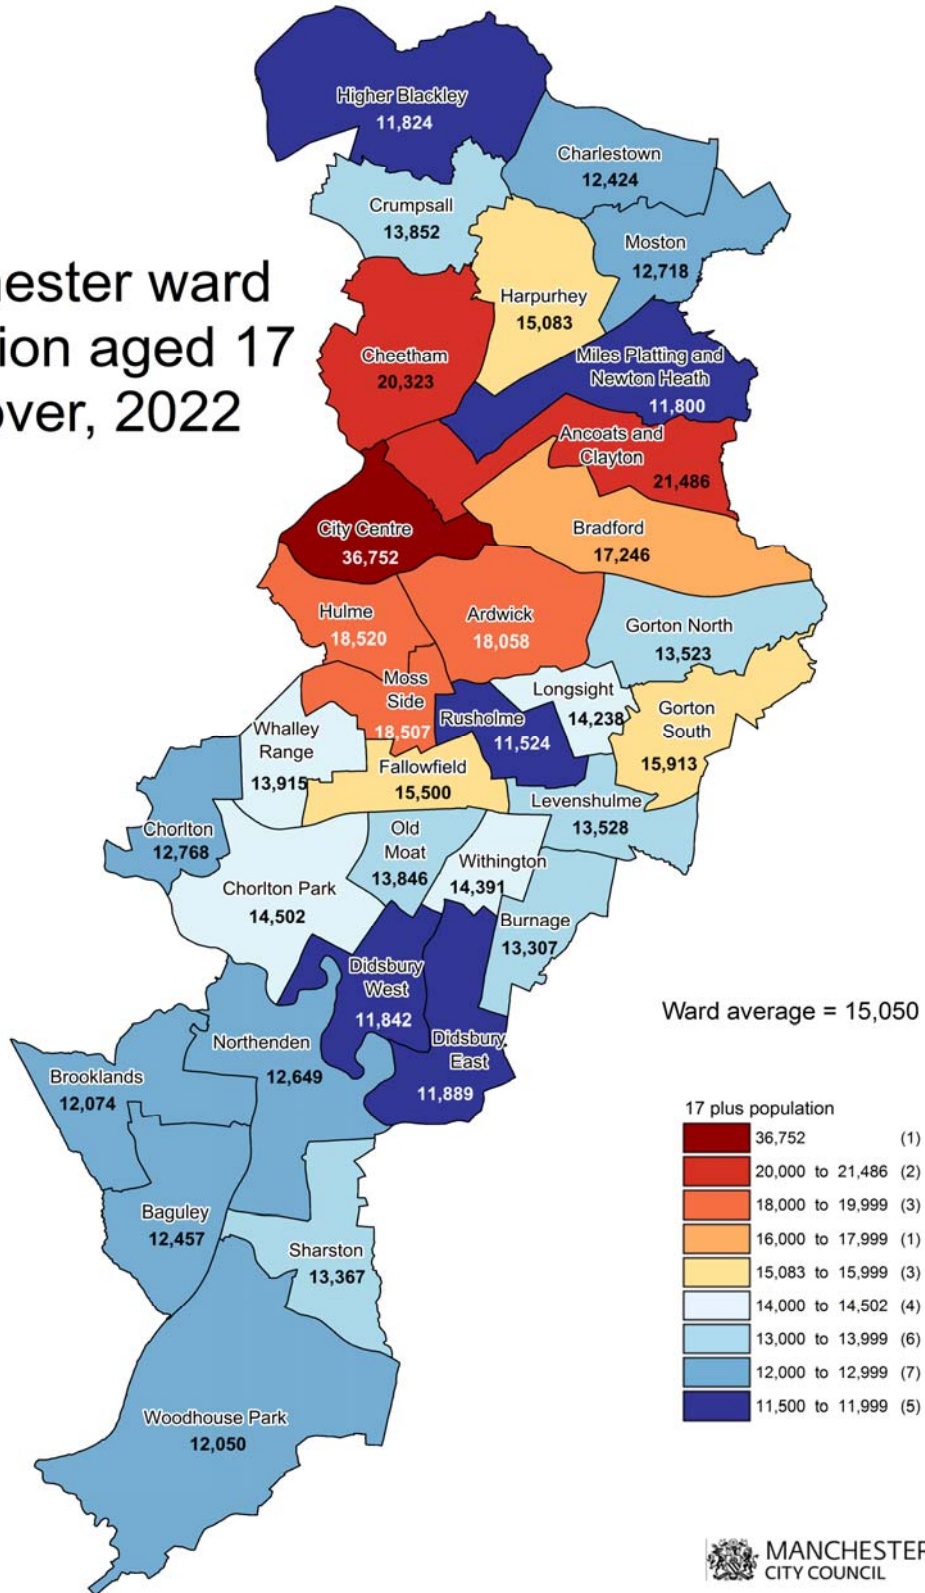 hester ward
ion aged 17
over, 2022
Higher Blackley
11,824
Charlestown
12,424
Crumpsall
13,852
Moston
12,718
Harpurhey
15,083
Cheetham
20,323
Miles Platting and
Newton Heath
11,800
Ancoats and
Clayton
21,486
City Centre
36,752
Bradford
17,246
Hulme
18,520
Ardwick
18,058
Gorton North
13,523
Moss
Side
18,507
Longsight
14,238
Rusholme
11,524
Gorton
South
15,913
Whalley
Range
13,915
Fallowfield
15,500
Levenshulme
13,528
Chorlton
12,768
Old
Moat
13,846
Withington
14,391
Chorlton Park
14,502
Burnage
13,307
Didsbury
West
11,842
Didsbury
East
11,889
Northenden
12,649
Brooklands
12,074
Baguley
12,457
Sharston
13,367
Woodhouse Park
12,050
Ward average = 15,050
17 plus population
36,752 (1)
20,000 to 21,486 (2)
18,000 to 19,999 (3)
16,000 to 17,999 (1)
15,083 to 15,999 (3)
14,000 to 14,502 (4)
13,000 to 13,999 (6)
12,000 to 12,999 (7)
11,500 to 11,999 (5)
MANCHESTER
CITY COUNCIL